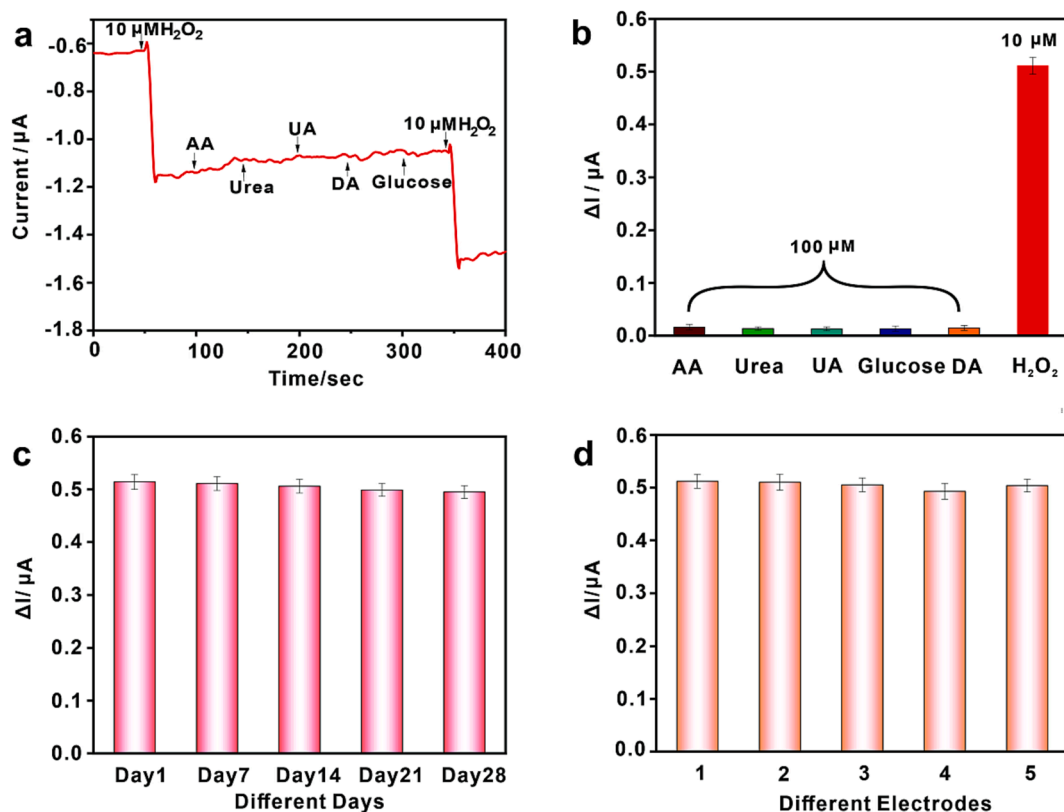 a
10 μMH₂O₂
-0.6
-0.8
-1.0
-1.2
-1.4
-1.6
-1.8
Current /μA
AA
Urea
UA
DA
Glucose
10 μMH₂O₂
0
100
200
300
400
Time/sec
b
0.6
0.5
0.4
0.3
0.2
0.1
0.0
ΔI / μA
100 μM
10 μM
AA
Urea
UA
Glucose
DA
H₂O₂
c
0.6
0.5
0.4
0.3
0.2
0.1
0.0
ΔI/ μA
Day1
Day7
Day14
Day21
Day28
Different Days
d
0.6
0.5
0.4
0.3
0.2
0.1
0.0
ΔI/μA
1
2
3
4
5
Different Electrodes